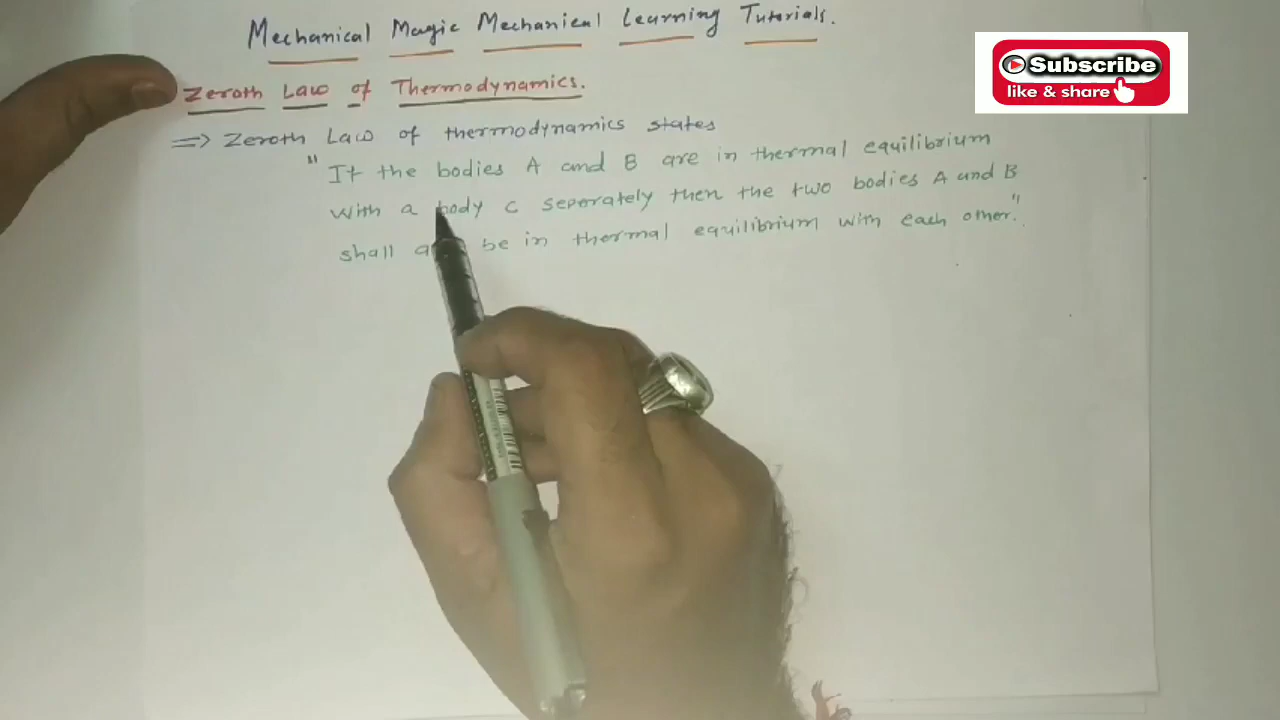 Mechanical Magic Mechanical Learning Tutorials.
Subscribe
like & share
Zeroth Law of Thermodynamics.
=> Zeroth Law of thermodynamics states
"If the bodies A and B are in thermal equilibrium
With a body C seperately then the two bodies A and B
shall be in thermal equilibrium with each other."